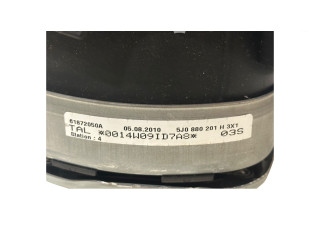 61672050A 05.08.2010 5J0 880 201 H 3X1
TAL *0014W09ID7A8* 03S
Station : 4